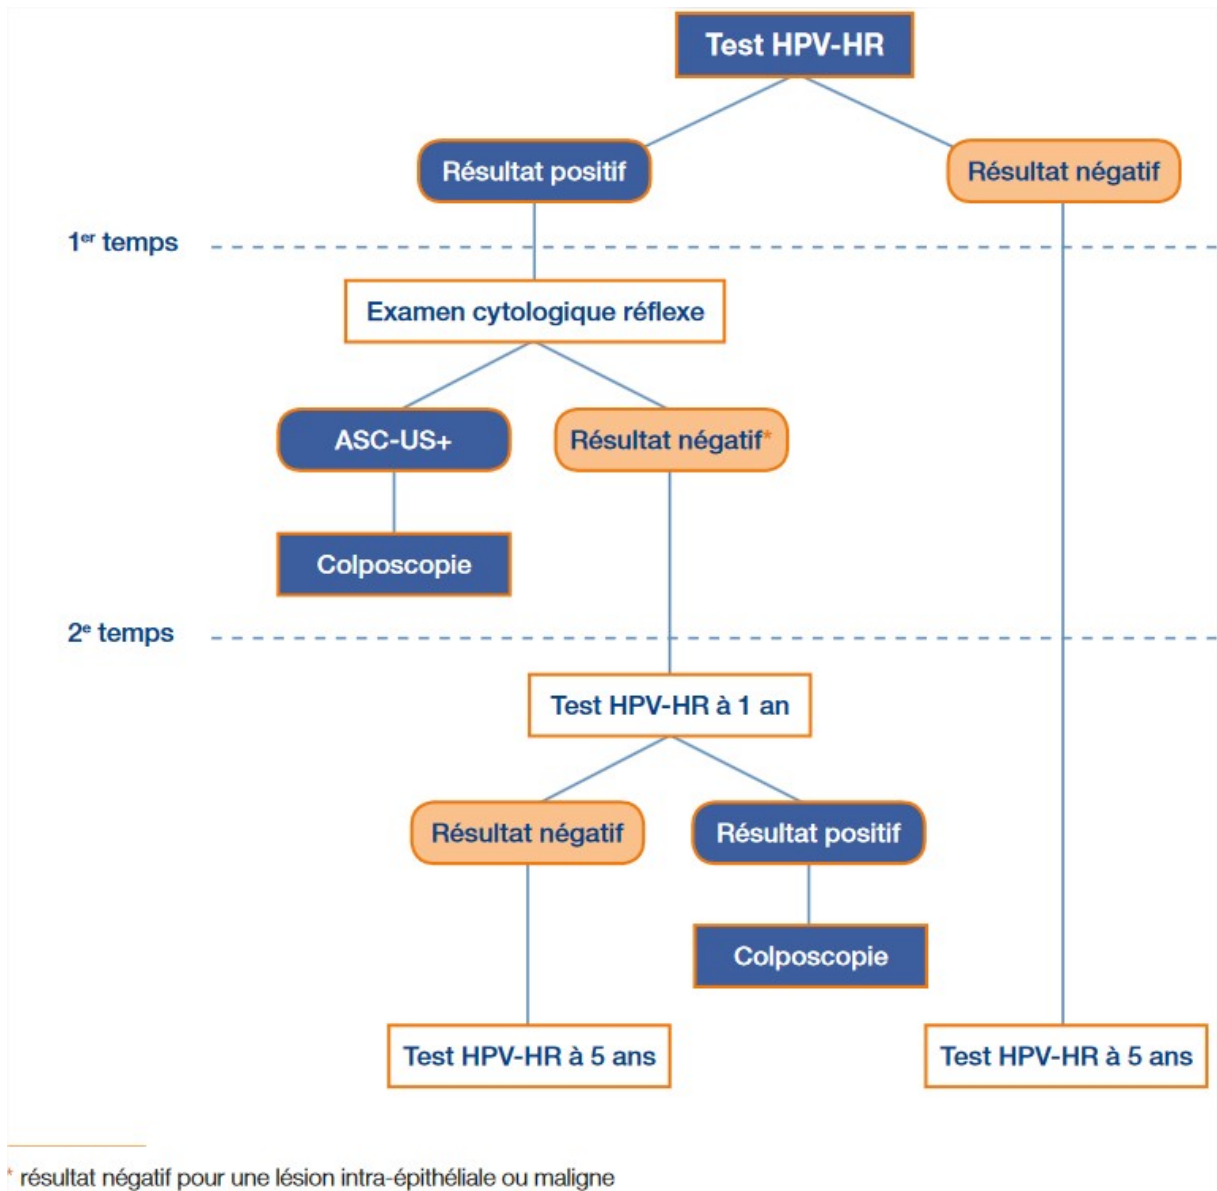 Test HPV-HR
Résultat positif
Résultat négatif
1er temps
Examen cytologique réflexe
ASC-US+
Résultat négatif*
Colposcopie
2e temps
Test HPV-HR à 1 an
Résultat négatif
Résultat positif
Colposcopie
Test HPV-HR à 5 ans
Test HPV-HR à 5 ans
* résultat négatif pour une lésion intra-épithéliale ou maligne